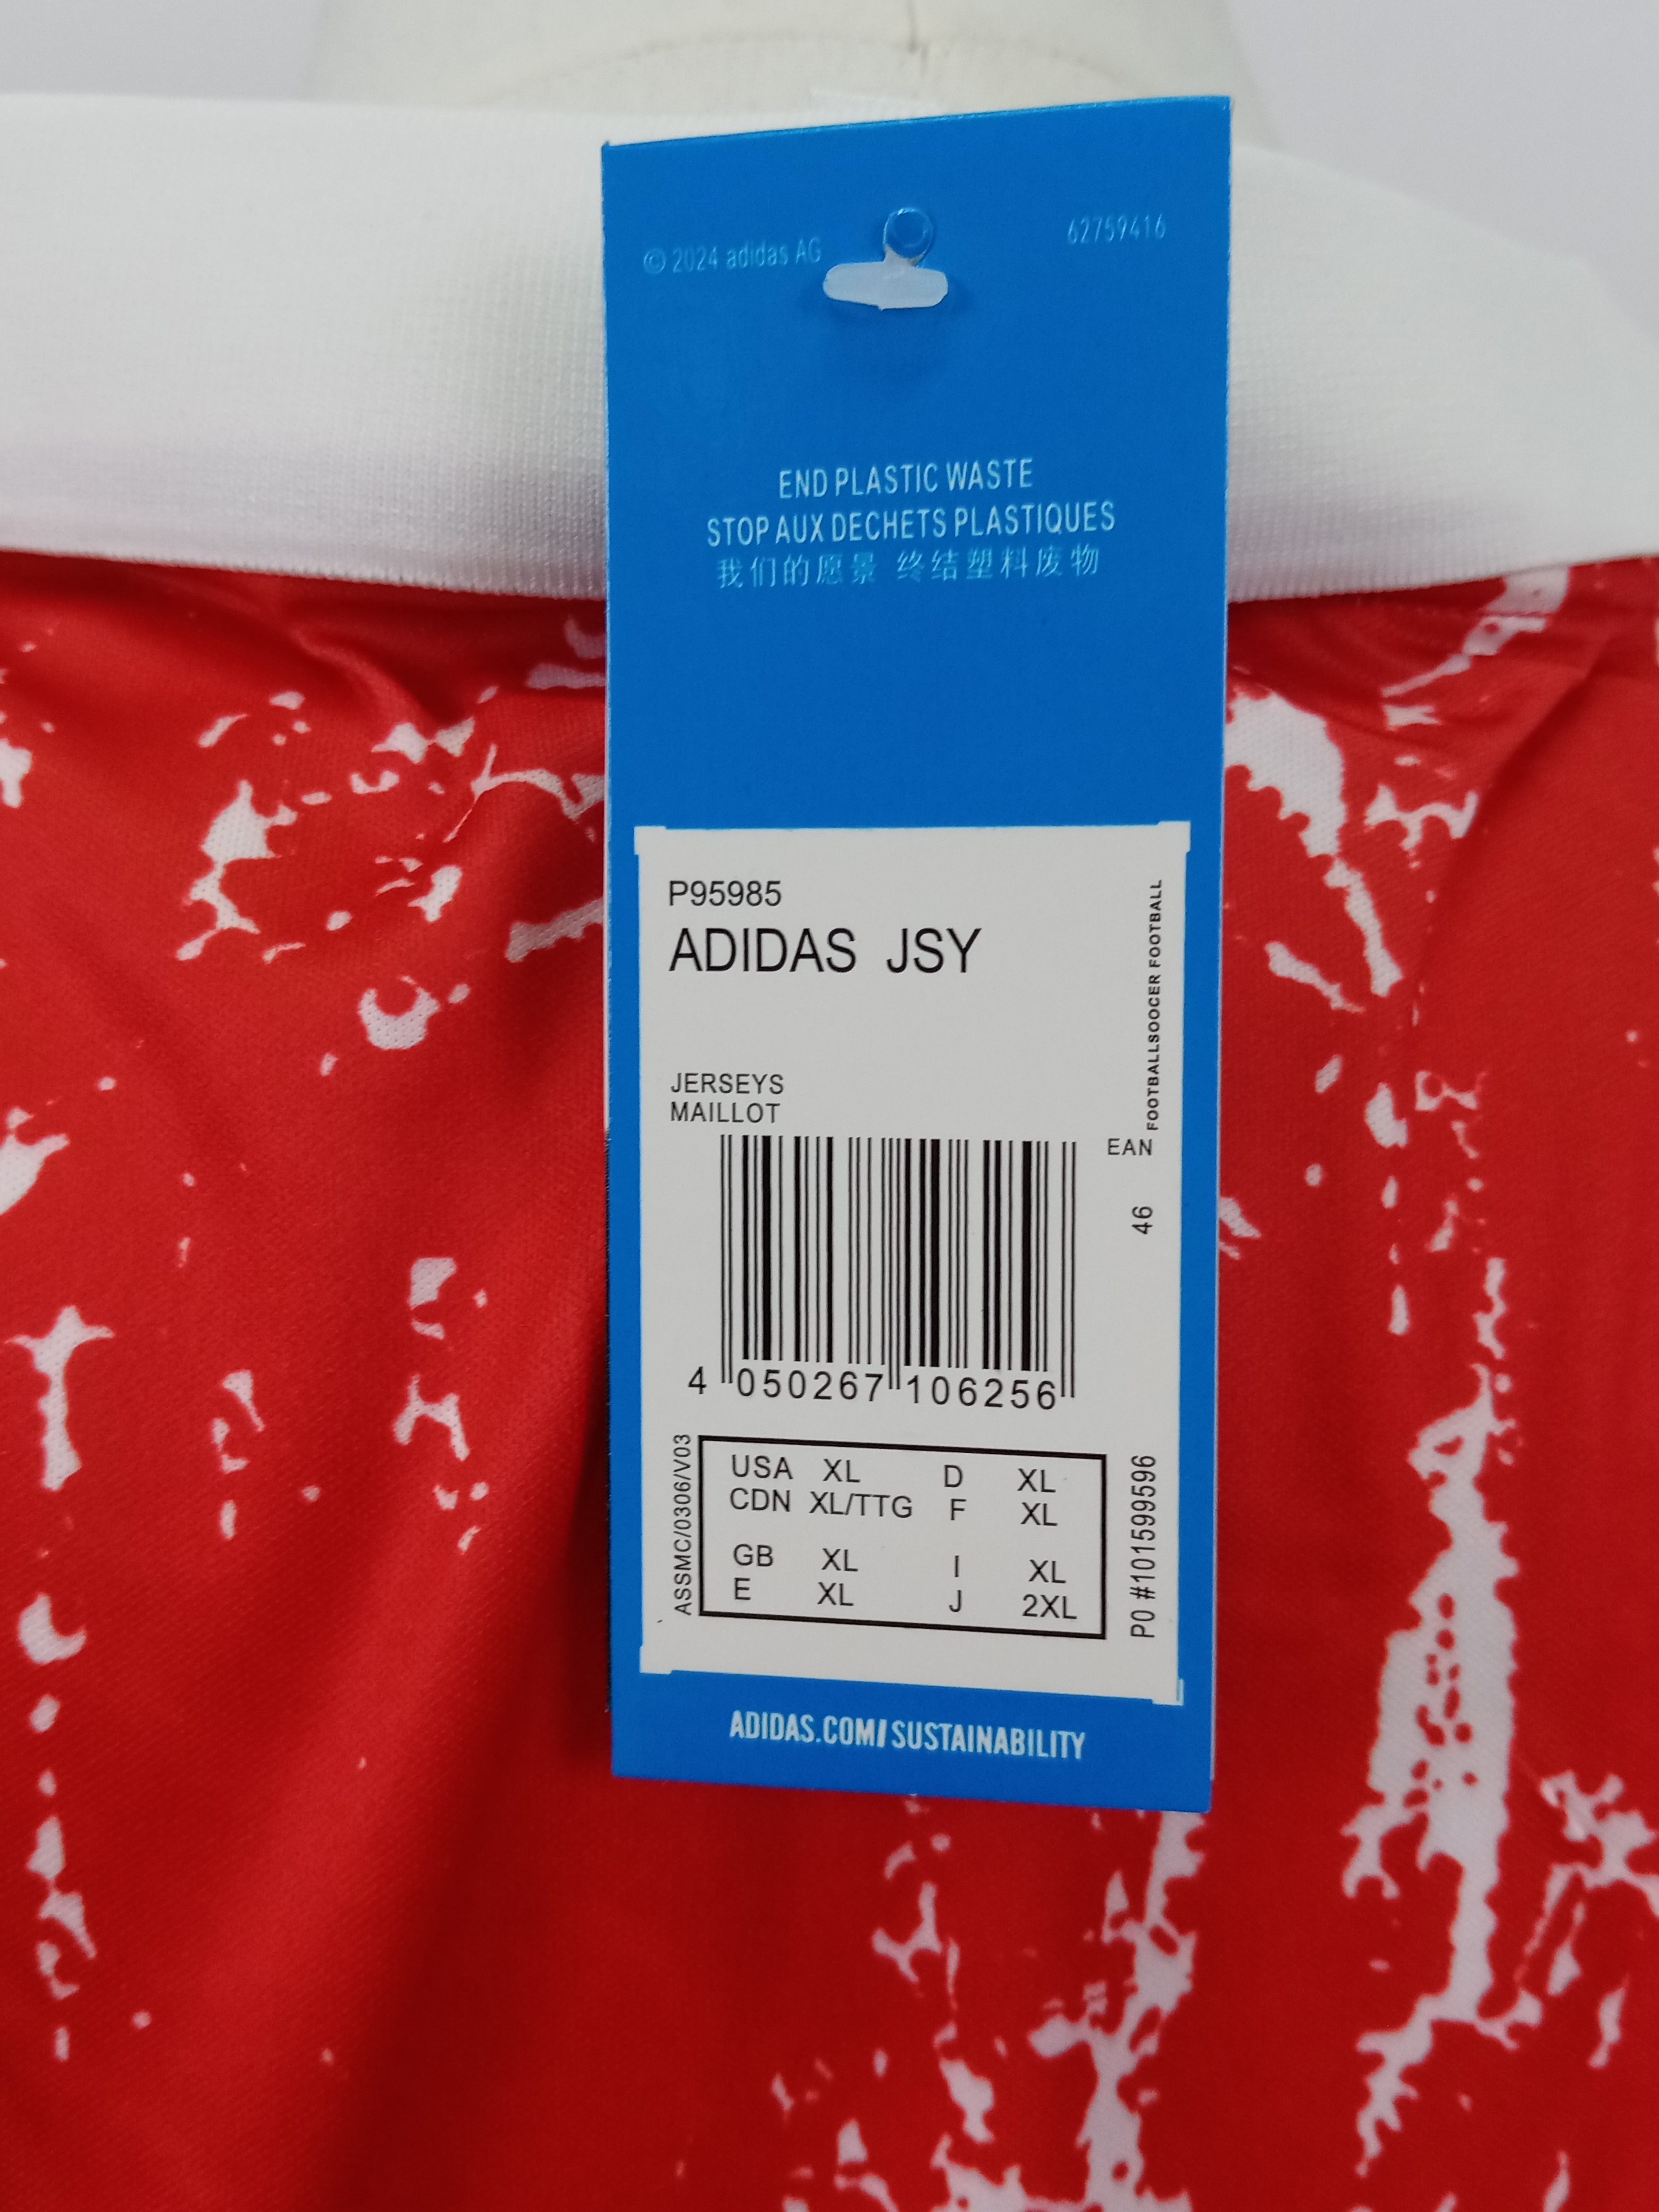 © 2024 adidas AG
62759416
END PLASTIC WASTE
STOP AUX DECHETS PLASTIQUES
我们的愿景 终结塑料废物
P95985
ADIDAS JSY
FOOTBALLSOOCER FOOTBALL
JERSEYS
MAILLOT
EAN
46
4 050267 106256
ASSMC/0306/V03
USA XL D XL
CDN XL/TTG F XL
GB XL I XL
E XL J 2XL
PO #101599596
ADIDAS.COM/SUSTAINABILITY